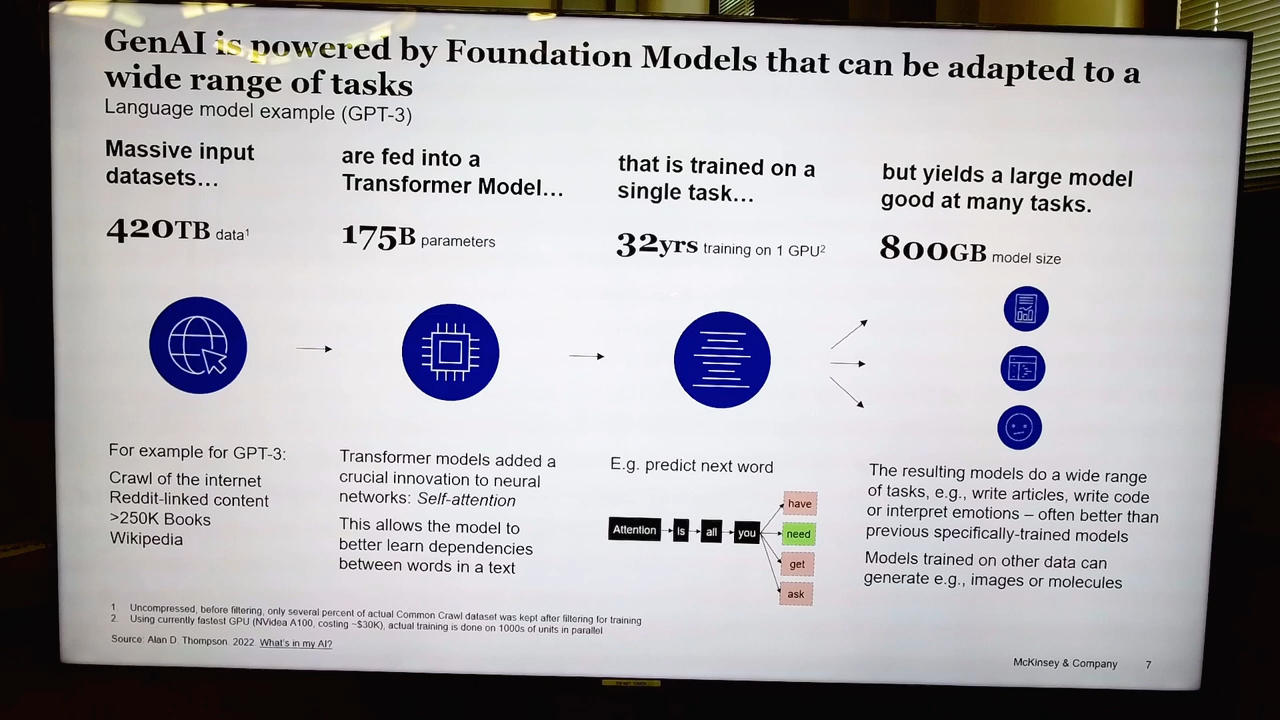 GenAI is powered by Foundation Models that can be adapted to a
wide range of tasks
Language model example (GPT-3)
Massive input
datasets…
420TB data¹
are fed into a
Transformer Model…
175B parameters
that is trained on a
single task…
32yrs training on 1 GPU²
but yields a large model
good at many tasks.
800GB model size
For example for GPT-3:
Crawl of the internet
Reddit-linked content
>250K Books
Wikipedia
Transformer models added a
crucial innovation to neural
networks: Self-attention
This allows the model to
better learn dependencies
between words in a text
E.g. predict next word
Attention Is all you
have
need
get
ask
The resulting models do a wide range
of tasks, e.g., write articles, write code
or interpret emotions – often better than
previous specifically-trained models
Models trained on other data can
generate e.g., images or molecules
1. Uncompressed, before filtering, only several percent of actual Common Crawl dataset was kept after filtering for training
2. Using currently fastest GPU (NVidea A100, costing ~$30K), actual training is done on 1000s of units in parallel
Source: Alan D. Thompson. 2022. What's in my AI?
McKinsey & Company 7